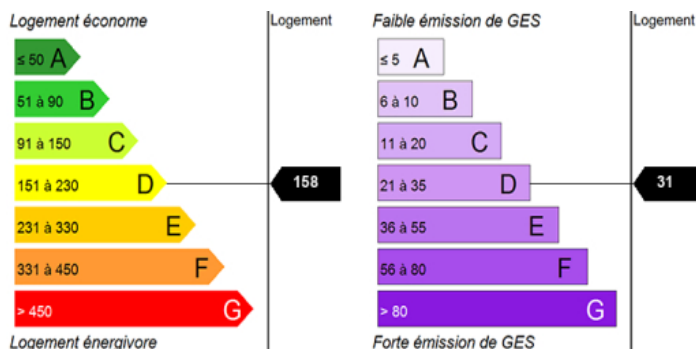 Logement économe
Logement
≤ 50 A
51 à 90 B
91 à 150 C
151 à 230 D
158
231 à 330 E
331 à 450 F
> 450 G
Logement énergivore
Faible émission de GES
Logement
≤ 5 A
6 à 10 B
11 à 20 C
21 à 35 D
31
36 à 55 E
56 à 80 F
> 80 G
Forte émission de GES